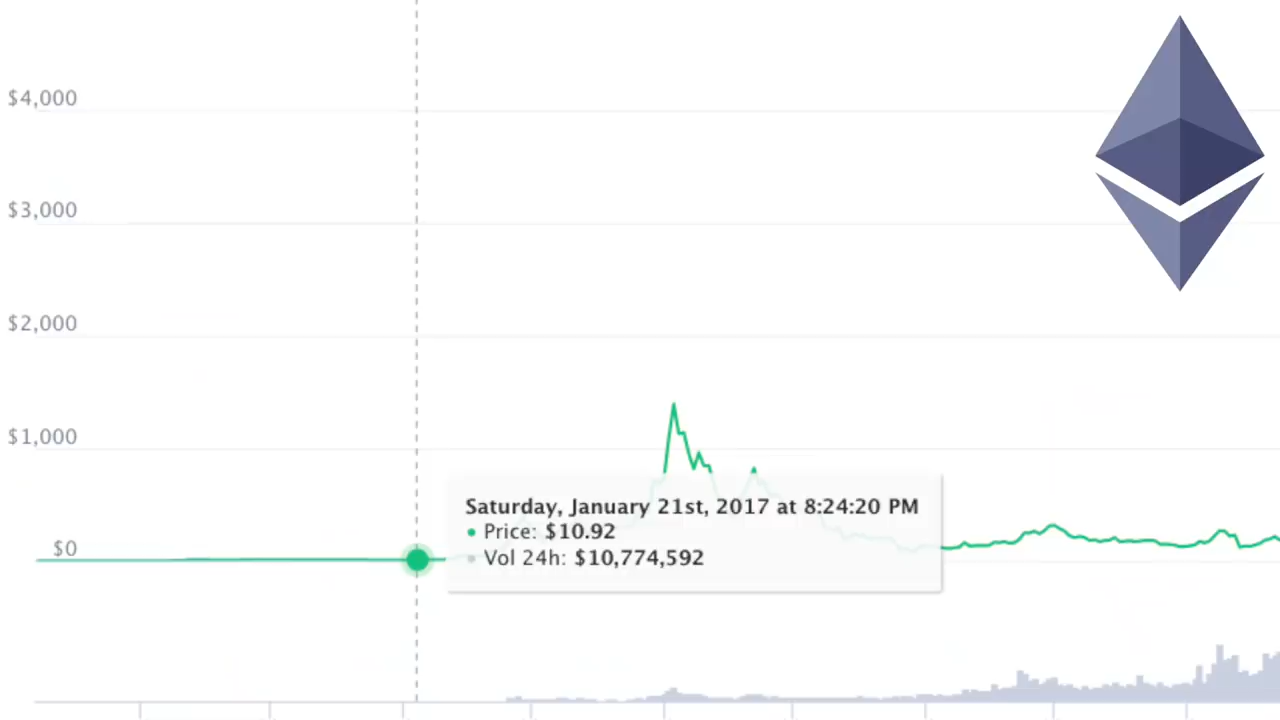 $4,000
$3,000
$2,000
$1,000
$0
Saturday, January 21st, 2017 at 8:24:20 PM
Price: $10.92
Vol 24h: $10,774,592